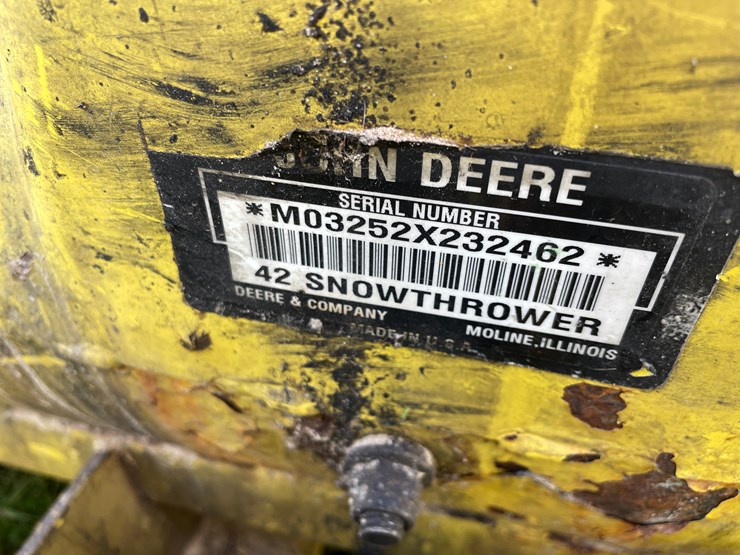 JOHN DEERE
SERIAL NUMBER
*M03252X232462*
42 SNOWTHROWER
DEERE & COMPANY
MOLINE, ILLINOIS
MADE IN U.S.A.